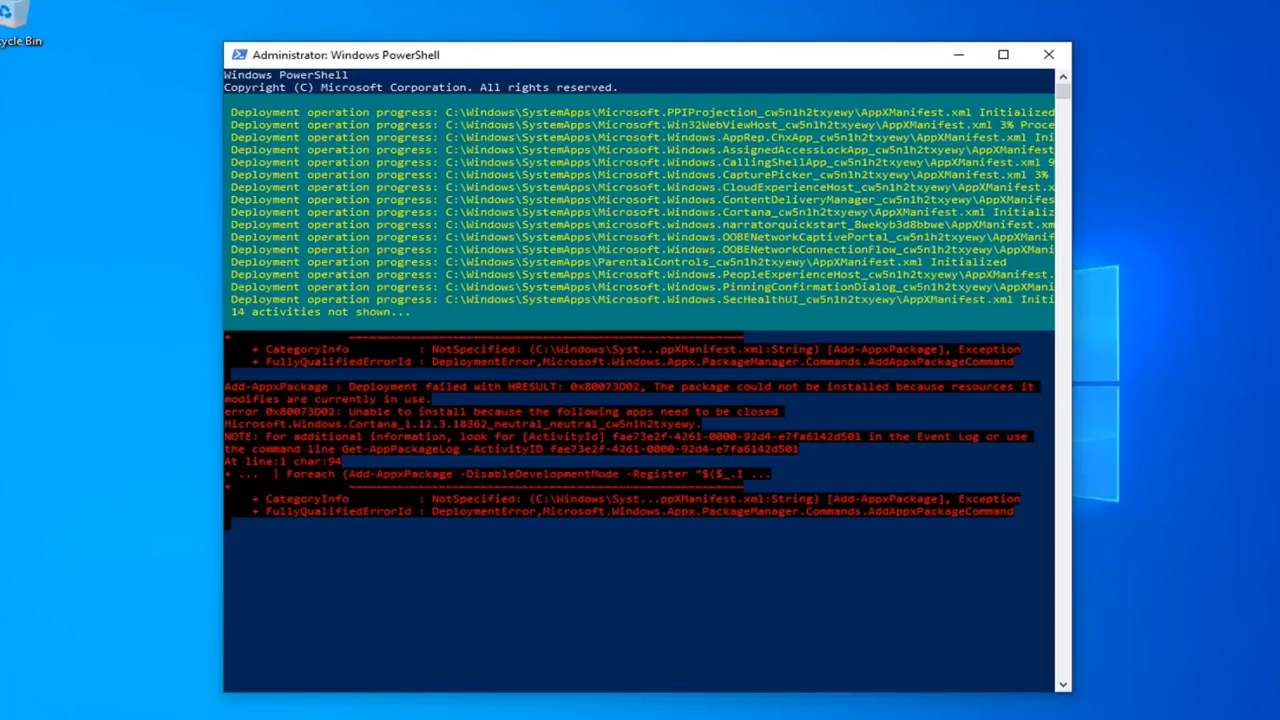 cycle Bin
Administrator: Windows PowerShell
Windows PowerShell
Copyright (C) Microsoft Corporation. All rights reserved.
Deployment operation progress: C:\Windows\SystemApps\Microsoft.PPIProjection_cw5n1h2txyewy\AppXManifest.xml Initialized
Deployment operation progress: C:\Windows\SystemApps\Microsoft.Win32WebViewHost_cw5n1h2txyewy\AppXManifest.xml 3% Proce
Deployment operation progress: C:\Windows\SystemApps\Microsoft.Windows.AppRep.ChxApp_cw5n1h2txyewy\AppXManifest.xml Ini
Deployment operation progress: C:\Windows\SystemApps\Microsoft.Windows.AssignedAccessLockApp_cw5n1h2txyewy\AppXManifest
Deployment operation progress: C:\Windows\SystemApps\Microsoft.Windows.CallingShellApp_cw5n1h2txyewy\AppXManifest.xml 9
Deployment operation progress: C:\Windows\SystemApps\Microsoft.Windows.CapturePicker_cw5n1h2txyewy\AppXManifest.xml 3%
Deployment operation progress: C:\Windows\SystemApps\Microsoft.Windows.CloudExperienceHost_cw5n1h2txyewy\AppXManifest.x
Deployment operation progress: C:\Windows\SystemApps\Microsoft.Windows.ContentDeliveryManager_cw5n1h2txyewy\AppXManifes
Deployment operation progress: C:\Windows\SystemApps\Microsoft.Windows.Cortana_cw5n1h2txyewy\AppXManifest.xml Initializ
Deployment operation progress: C:\Windows\SystemApps\Microsoft.Windows.narratorquickstart_8wekyb3d8bbwe\AppXManifest.xm
Deployment operation progress: C:\Windows\SystemApps\Microsoft.Windows.OOBENetworkCaptivePortal_cw5n1h2txyewy\AppXManif
Deployment operation progress: C:\Windows\SystemApps\Microsoft.Windows.OOBENetworkConnectionFlow_cw5n1h2txyewy\AppXMani
Deployment operation progress: C:\Windows\SystemApps\ParentalControls_cw5n1h2txyewy\AppXManifest.xml Initialized
Deployment operation progress: C:\Windows\SystemApps\Microsoft.Windows.PeopleExperienceHost_cw5n1h2txyewy\AppXManifest.
Deployment operation progress: C:\Windows\SystemApps\Microsoft.Windows.PinningConfirmationDialog_cw5n1h2txyewy\AppXMani
Deployment operation progress: C:\Windows\SystemApps\Microsoft.Windows.SecHealthUI_cw5n1h2txyewy\AppXManifest.xml Initi
14 activities not shown...
+ ~~~~~~~~~~~~~~~~~~~~~~~~~~~~~~~~~~~~~~~~~~~~~~~~~~~~~~~~~
+ CategoryInfo : NotSpecified: (C:\Windows\Syst...ppXManifest.xml:String) [Add-AppxPackage], Exception
+ FullyQualifiedErrorId : DeploymentError,Microsoft.Windows.Appx.PackageManager.Commands.AddAppxPackageCommand
Add-AppxPackage : Deployment failed with HRESULT: 0x80073D02, The package could not be installed because resources it
modifies are currently in use.
error 0x80073D02: Unable to install because the following apps need to be closed
Microsoft.Windows.Cortana_1.12.3.18362_neutral_neutral_cw5n1h2txyewy.
NOTE: For additional information, look for [ActivityId] fae73e2f-4261-0000-92d4-e7fa6142d501 in the Event Log or use
the command line Get-AppPackageLog -ActivityID fae73e2f-4261-0000-92d4-e7fa6142d501
At line:1 char:94
+ ... | Foreach {Add-AppxPackage -DisableDevelopmentMode -Register "$($_.I ...
+ ~~~~~~~~~~~~~~~~~~~~~~~~~~~~~~~~~~~~~~~~~~~~~~~~~~~~~~~~~
+ CategoryInfo : NotSpecified: (C:\Windows\Syst...ppXManifest.xml:String) [Add-AppxPackage], Exception
+ FullyQualifiedErrorId : DeploymentError,Microsoft.Windows.Appx.PackageManager.Commands.AddAppxPackageCommand